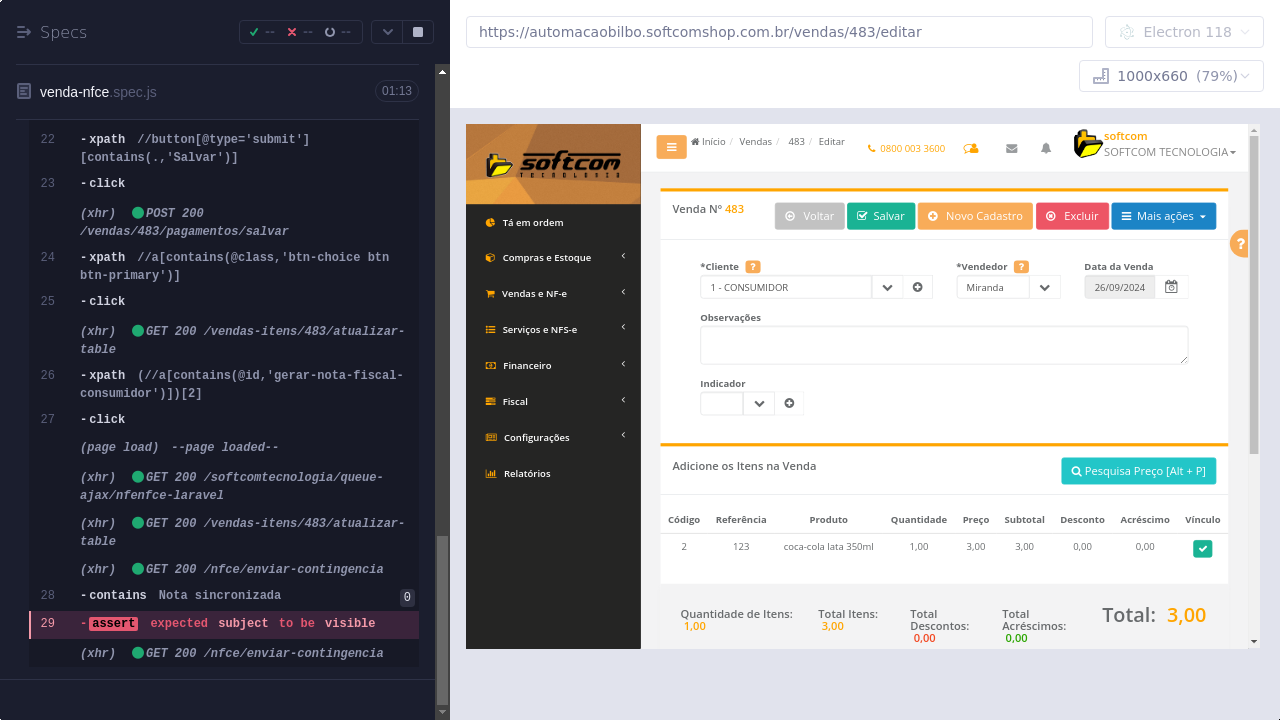 Specs
-- -- --
venda-nfce.spec.js 01:13
22 -xpath //button[@type='submit']
[contains(.,'Salvar')]
23 -click
(xhr) POST 200
/vendas/483/pagamentos/salvar
24 -xpath //a[contains(@class,'btn-choice btn
btn-primary')]
25 -click
(xhr) GET 200 /vendas-itens/483/atualizar-
table
26 -xpath (//a[contains(@id,'gerar-nota-fiscal-
consumidor')])[2]
27 -click
(page load) --page loaded--
(xhr) GET 200 /softcomtecnologia/queue-
ajax/nfenfce-laravel
(xhr) GET 200 /vendas-itens/483/atualizar-
table
(xhr) GET 200 /nfce/enviar-contingencia
28 -contains Nota sincronizada 0
29 -assert expected subject to be visible
(xhr) GET 200 /nfce/enviar-contingencia
https://automacaobilbo.softcomshop.com.br/vendas/483/editar
Electron 118
1000x660 (79%)
softcom
TECNOLOGIA
Tá em ordem
Compras e Estoque
Vendas e NF-e
Serviços e NFS-e
Financeiro
Fiscal
Configurações
Relatórios
Início / Vendas / 483 / Editar
0800 003 3600
softcom
SOFTCOM TECNOLOGIA
Venda Nº 483
Voltar Salvar Novo Cadastro Excluir Mais ações
?
*Cliente ? *Vendedor ? Data da Venda
1 - CONSUMIDOR Miranda 26/09/2024
Observações
Indicador
Adicione os Itens na Venda
Pesquisa Preço [Alt + P]
Código Referência Produto Quantidade Preço Subtotal Desconto Acréscimo Vínculo
2 123 coca-cola lata 350ml 1,00 3,00 3,00 0,00 0,00
Quantidade de Itens: 1,00
Total Itens: 3,00
Total Descontos: 0,00
Total Acréscimos: 0,00
Total: 3,00